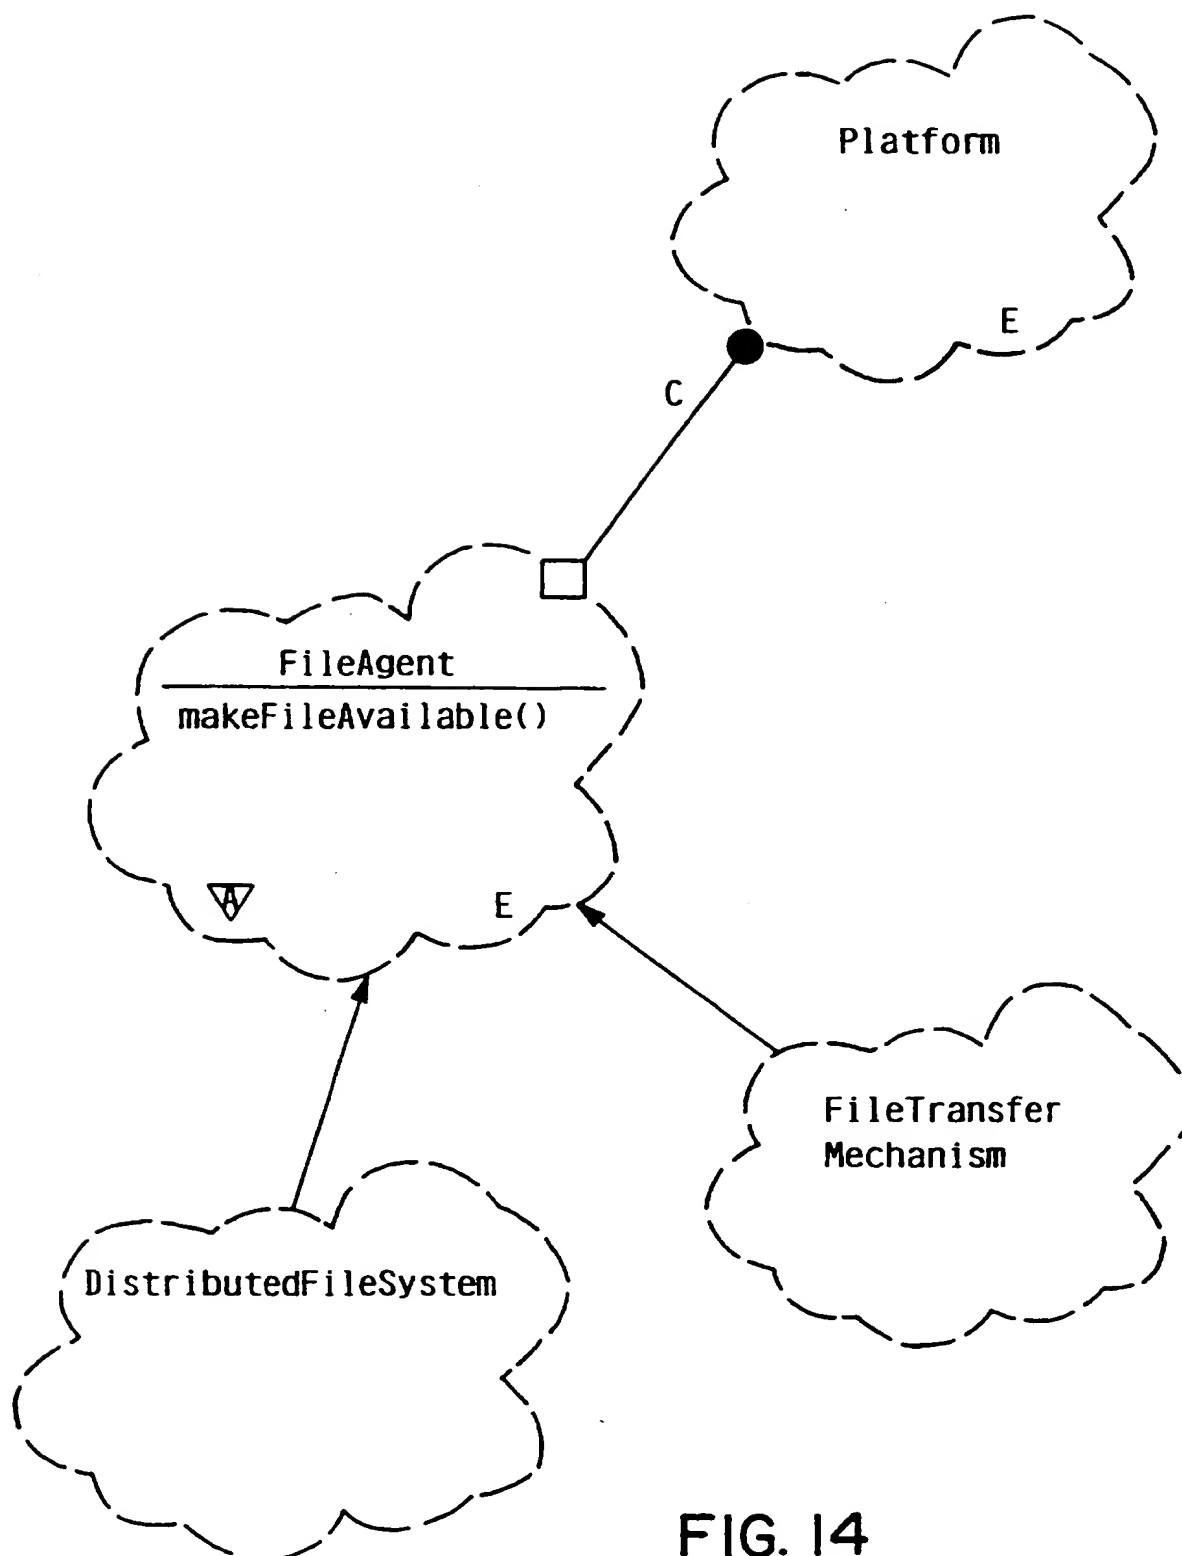 Platform
E
C
FileAgent
makeFileAvailable()
A
E
FileTransfer
Mechanism
DistributedFileSystem
FIG. 14